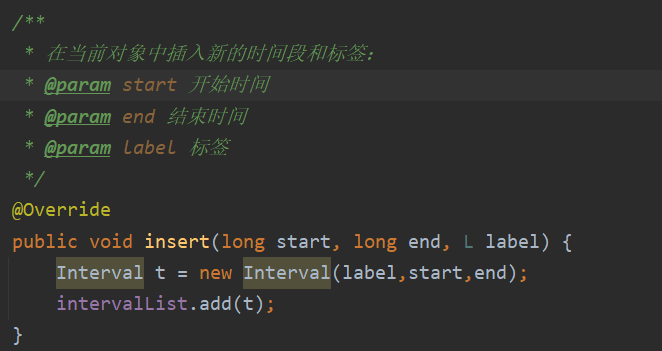 /**
 * 在当前对象中插入新的时间段和标签：
 * @param start 开始时间
 * @param end 结束时间
 * @param label 标签
 */
@Override
public void insert(long start, long end, L label) {
    Interval t = new Interval(label,start,end);
    intervalList.add(t);
}